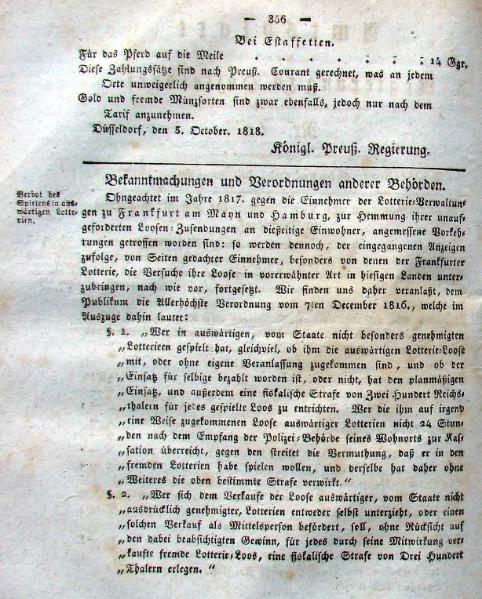 — 356 —
Bei Estaffetten.
Für das Pferd auf die Meile . . . . . . 14 Ggr.
Diese Zahlungssätze sind nach Preuß. Courant gerechnet, was an jedem
Orte unweigerlich angenommen werden muß.
Gold und fremde Münzsorten sind zwar ebenfalls, jedoch nur nach dem
Tarif anzunehmen.
Düsseldorf, den 5. October. 1818.
Königl. Preuß. Regierung.
Bekanntmachungen und Verordnungen anderer Behörden.
Verbot des
Spielens in aus-
wärtigen Lotte-
rien.
Ohngeachtet im Jahre 1817. gegen die Einnehmer der Lotterie-Verwaltun-
gen zu Frankfurt am Mayn und Hamburg, zur Hemmung ihrer unauf-
geforderten Loosen-Zusendungen an dießeitige Einwohner, angemessene Vorkeh-
rungen getroffen worden sind: so werden dennoch, der eingegangenen Anzeigen
zufolge, von Seiten gedachter Einnehmer, besonders von denen der Frankfurter
Lotterie, die Versuche ihre Loose in vorerwähnter Art in hiesigen Landen unter-
zubringen, nach wie vor, fortgesetzt. Wir finden uns daher veranlaßt, dem
Publikum die Allerhöchste Verordnung vom 7ten December 1816., welche im
Auszuge dahin lautet:
§. 1. „Wer in auswärtigen, vom Staate nicht besonders genehmigten
„Lotterieen gespielt hat, gleichviel, ob ihm die auswärtigen Lotterie-Loose
„mit, oder ohne eigene Veranlassung zugekommen sind, und ob der
„Einsatz für selbige bezahlt worden ist, oder nicht, hat den planmäßigen
„Einsatz, und außerdem eine fiskalische Strafe von Zwei Hundert Reichs-
„thalern für jedes gespielte Loos zu entrichten. Wer die ihm auf irgend
„eine Weise zugekommenen Loose auswärtiger Lotterien nicht 24 Stun-
„den nach dem Empfang der Polizei-Behörde seines Wohnorts zur Kas-
„sation überreicht, gegen den streitet die Vermuthung, daß er in den
„fremden Lotterien habe spielen wollen, und derselbe hat daher ohne
„Weiteres die oben bestimmte Strafe verwirkt."
§. 2. „Wer sich dem Verkaufe der Loose auswärtiger, vom Staate nicht
„ausdrücklich genehmigter, Lotterien entweder selbst unterzieht, oder einen
„solchen Verkauf als Mittelsperson befördert, soll, ohne Rücksicht auf
„den dabei beabsichtigten Gewinn, für jedes durch seine Mitwirkung ver-
„kaufte fremde Lotterie-Loos, eine fiskalische Strafe von Drei Hundert
„Thalern erlegen."